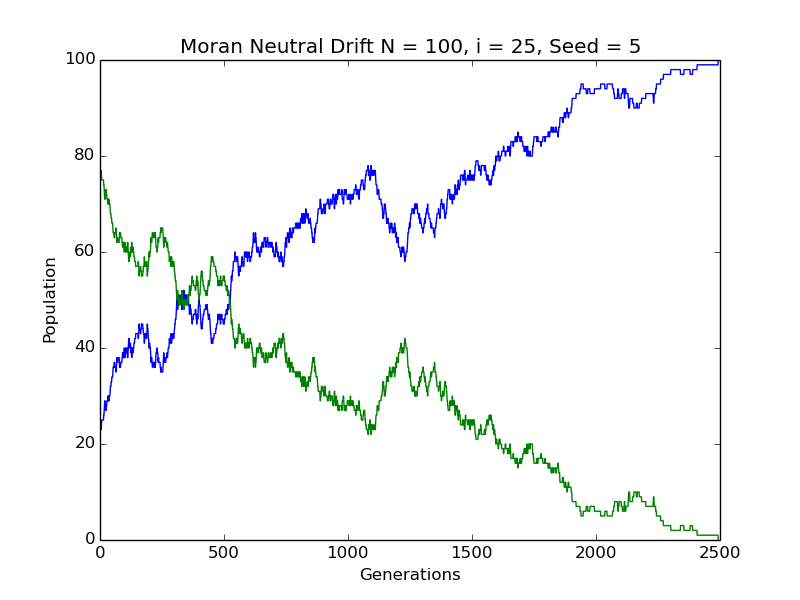 Moran Neutral Drift N = 100, i = 25, Seed = 5
100
80
60
40
20
0
Population
0 500 1000 1500 2000 2500
Generations